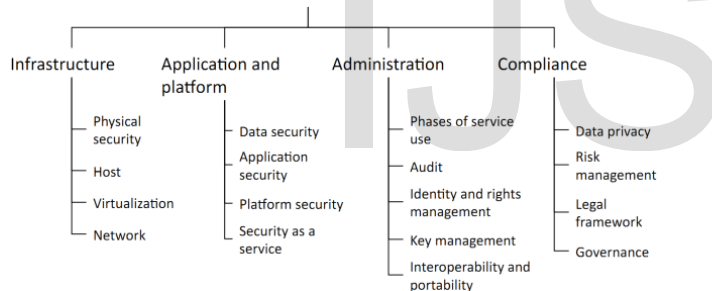 Infrastructure
Application and
platform
Administration
Compliance
Physical
security
Host
Virtualization
Network
Data security
Application
security
Platform security
Security as a
service
Phases of service
use
Audit
Identity and rights
management
Key management
Interoperability and
portability
Data privacy
Risk
management
Legal
framework
Governance
IJS